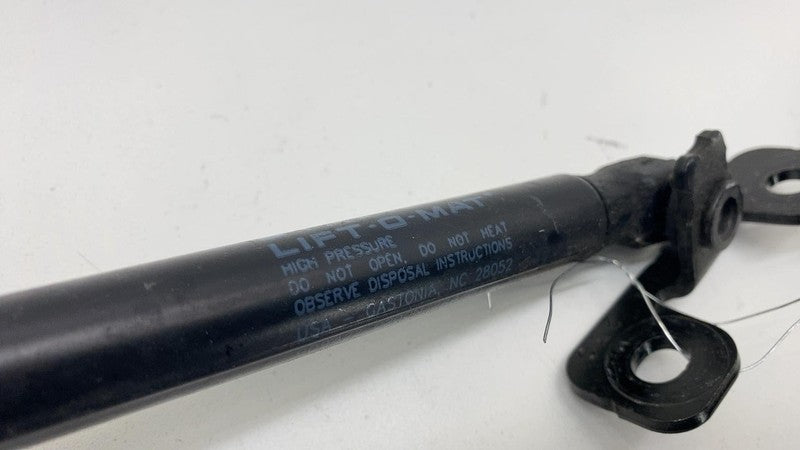 LIFT-O-MAT
HIGH PRESSURE
DO NOT OPEN. DO NOT HEAT
OBSERVE DISPOSAL INSTRUCTIONS
USA - GASTONIA, NC 28052